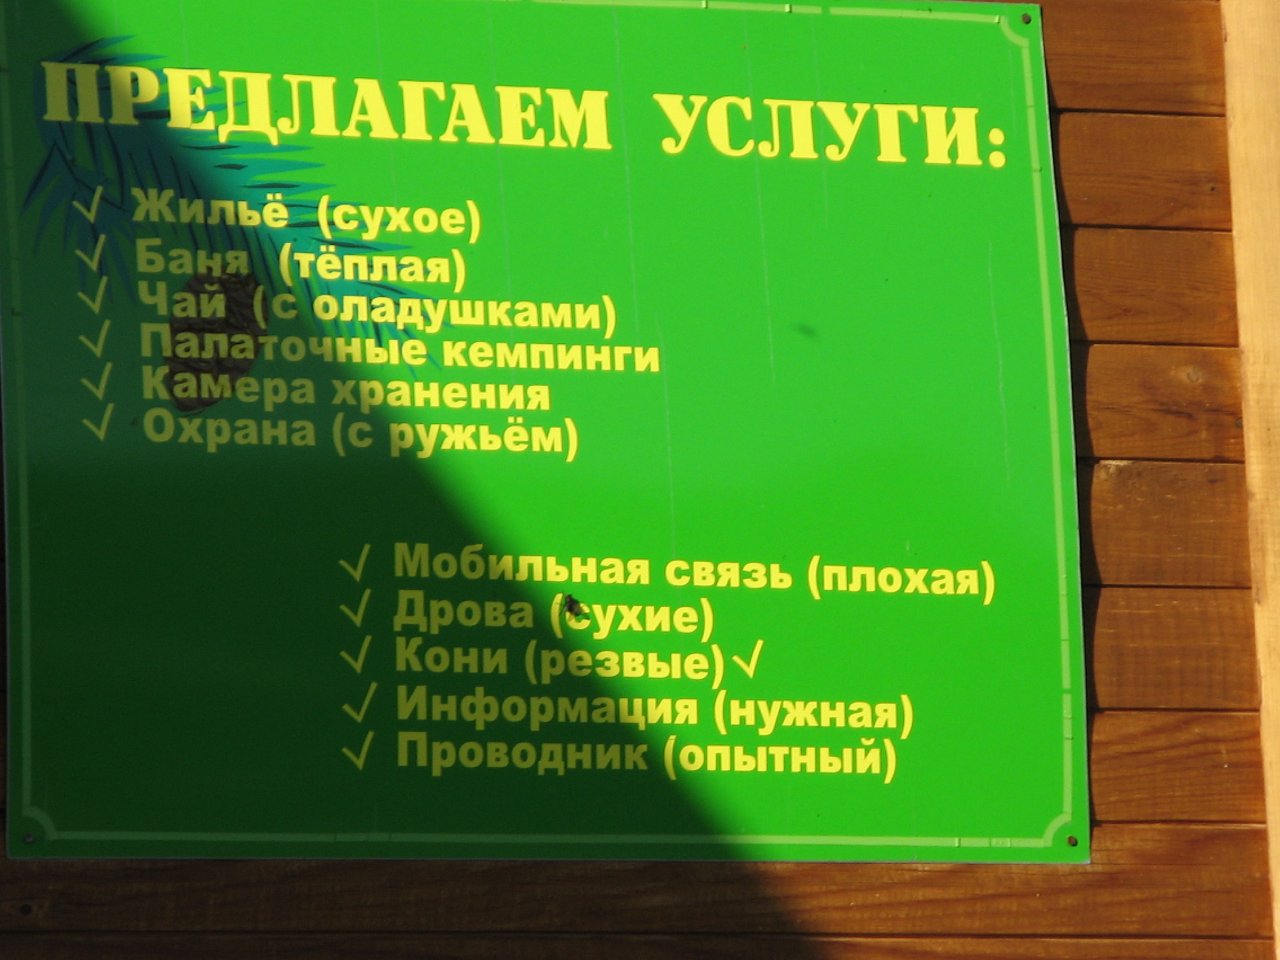 ПРЕДЛАГАЕМ УСЛУГИ:
✓ Жильё (сухое)
✓ Баня (тёплая)
✓ Чай (с оладушками)
✓ Палаточные кемпинги
✓ Камера хранения
✓ Охрана (с ружьём)
✓ Мобильная связь (плохая)
✓ Дрова (сухие)
✓ Кони (резвые) ✓
✓ Информация (нужная)
✓ Проводник (опытный)